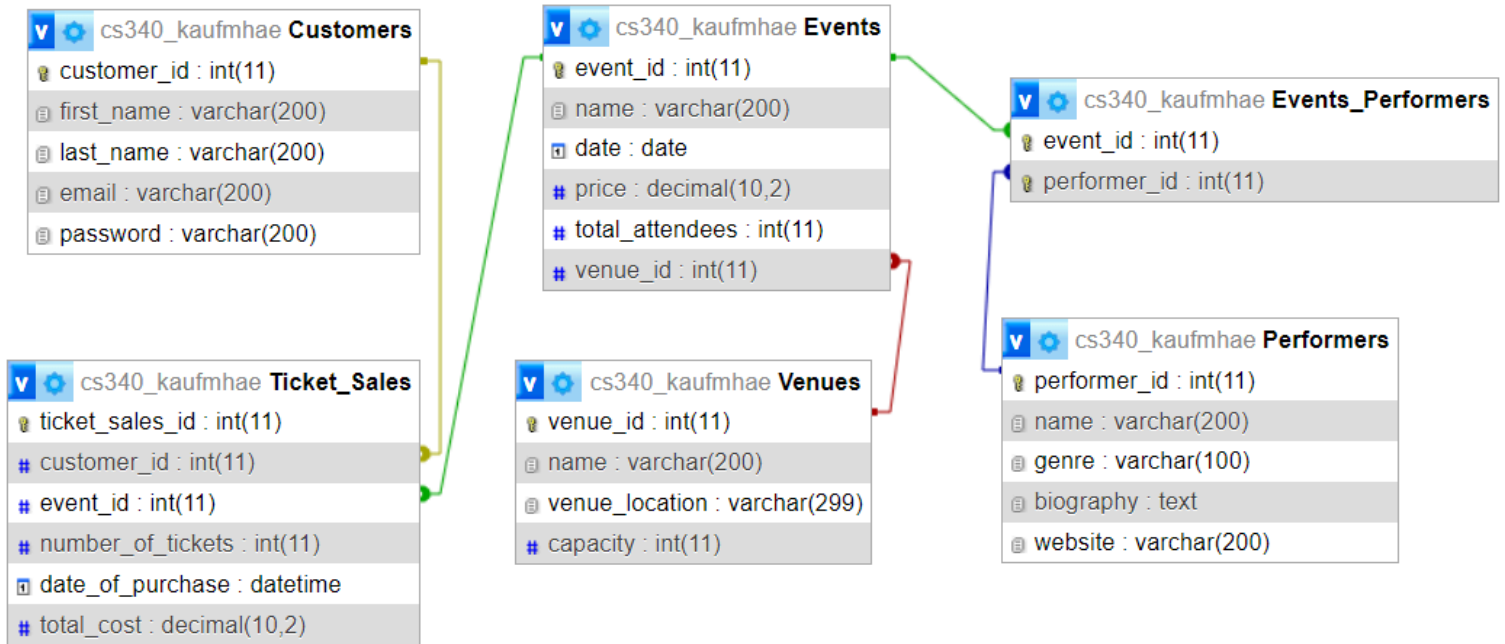 v cs340_kaufmhae Customers
customer_id : int(11)
first_name : varchar(200)
last_name : varchar(200)
email : varchar(200)
password : varchar(200)
v cs340_kaufmhae Events
event_id : int(11)
name : varchar(200)
date : date
# price : decimal(10,2)
# total_attendees : int(11)
# venue_id : int(11)
v cs340_kaufmhae Events_Performers
event_id : int(11)
performer_id : int(11)
v cs340_kaufmhae Ticket_Sales
ticket_sales_id : int(11)
# customer_id : int(11)
# event_id : int(11)
# number_of_tickets : int(11)
date_of_purchase : datetime
# total_cost : decimal(10,2)
v cs340_kaufmhae Venues
venue_id : int(11)
name : varchar(200)
venue_location : varchar(299)
# capacity : int(11)
v cs340_kaufmhae Performers
performer_id : int(11)
name : varchar(200)
genre : varchar(100)
biography : text
website : varchar(200)